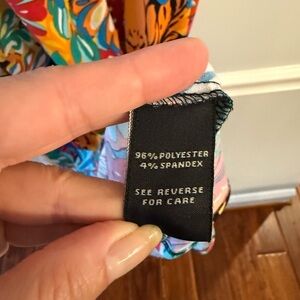 96% POLYESTER
4% SPANDEX
SEE REVERSE
FOR CARE